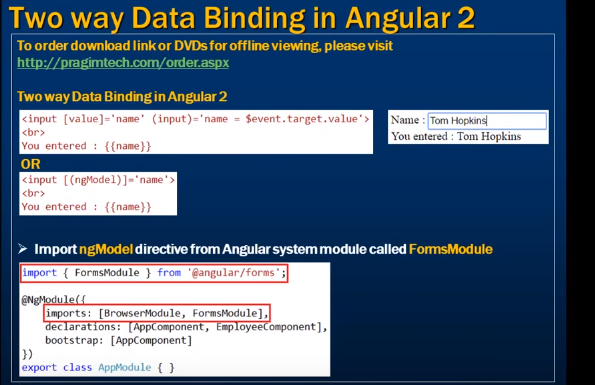 Two way Data Binding in Angular 2
To order download link or DVDs for offline viewing, please visit
http://pragimtech.com/order.aspx
Two way Data Binding in Angular 2
<input [value]='name' (input)='name = $event.target.value'>
<br>
You entered : {{name}}
Name : Tom Hopkins
You entered : Tom Hopkins
OR
<input [(ngModel)]='name'>
<br>
You entered : {{name}}
➢ Import ngModel directive from Angular system module called FormsModule
import { FormsModule } from '@angular/forms';
@NgModule({
imports: [BrowserModule, FormsModule],
declarations: [AppComponent, EmployeeComponent],
bootstrap: [AppComponent]
})
export class AppModule { }